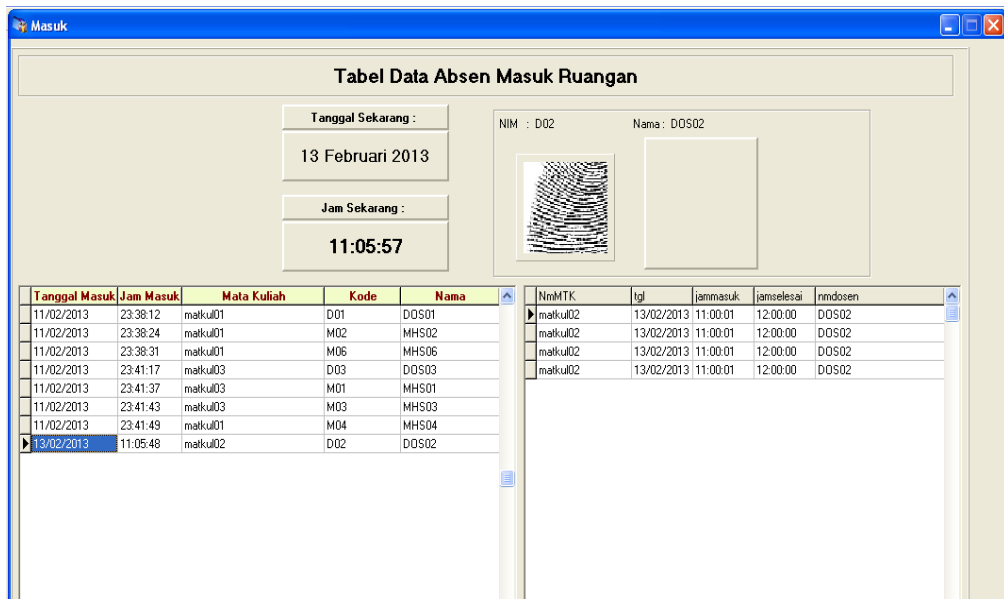 Masuk
Tabel Data Absen Masuk Ruangan
Tanggal Sekarang :
13 Februari 2013
Jam Sekarang :
11:05:57
NIM : D02 Nama : DOS02
Tanggal Masuk Jam Masuk Mata Kuliah Kode Nama
11/02/2013 23:38:12 matkul01 D01 DOS01
11/02/2013 23:38:24 matkul01 M02 MHS02
11/02/2013 23:38:31 matkul01 M06 MHS06
11/02/2013 23:41:17 matkul03 D03 DOS03
11/02/2013 23:41:37 matkul03 M01 MHS01
11/02/2013 23:41:43 matkul03 M03 MHS03
11/02/2013 23:41:49 matkul01 M04 MHS04
13/02/2013 11:05:48 matkul02 D02 DOS02
NmMTK tgl jammasuk jamselesai nmdosen
matkul02 13/02/2013 11:00:01 12:00:00 DOS02
matkul02 13/02/2013 11:00:01 12:00:00 DOS02
matkul02 13/02/2013 11:00:01 12:00:00 DOS02
matkul02 13/02/2013 11:00:01 12:00:00 DOS02